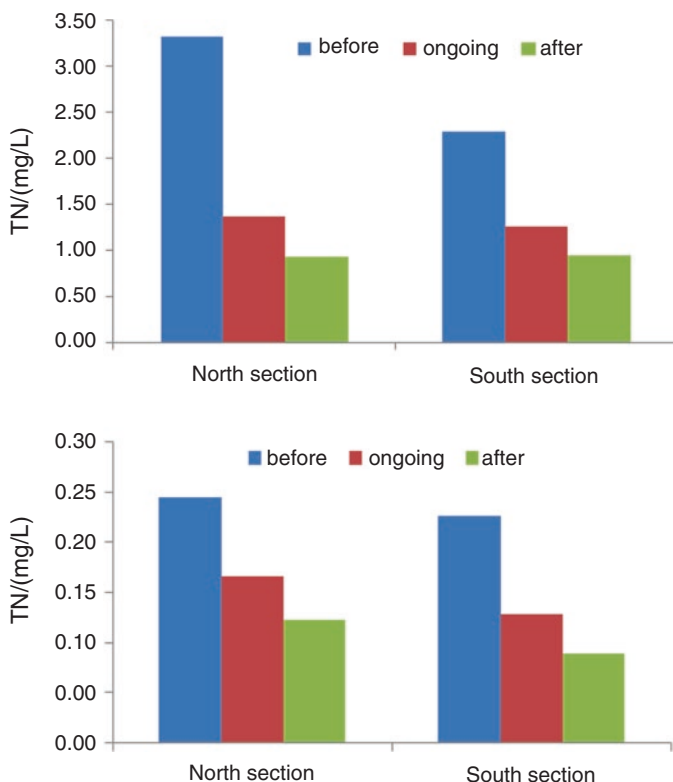 3.50
3.00
2.50
2.00
1.50
1.00
0.50
0.00
TN/(mg/L)
before ongoing after
North section South section
0.30
0.25
0.20
0.15
0.10
0.00
0.00
TN/(mg/L)
before ongoing after
North section South section